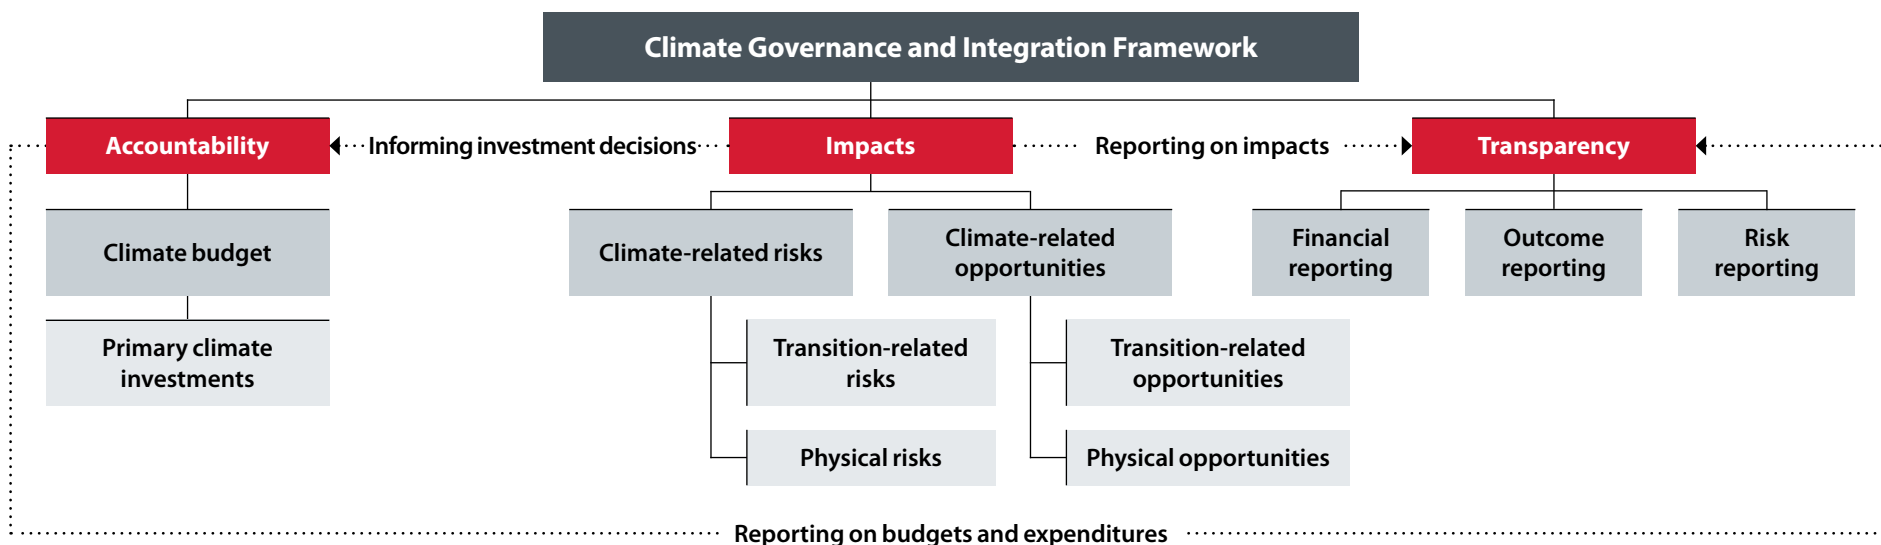 Climate Governance and Integration Framework
Accountability
Informing investment decisions
Impacts
Reporting on impacts
Transparency
Climate budget
Primary climate
investments
Climate-related risks
Transition-related
risks
Physical risks
Climate-related
opportunities
Transition-related
opportunities
Physical opportunities
Financial
reporting
Outcome
reporting
Risk
reporting
Reporting on budgets and expenditures